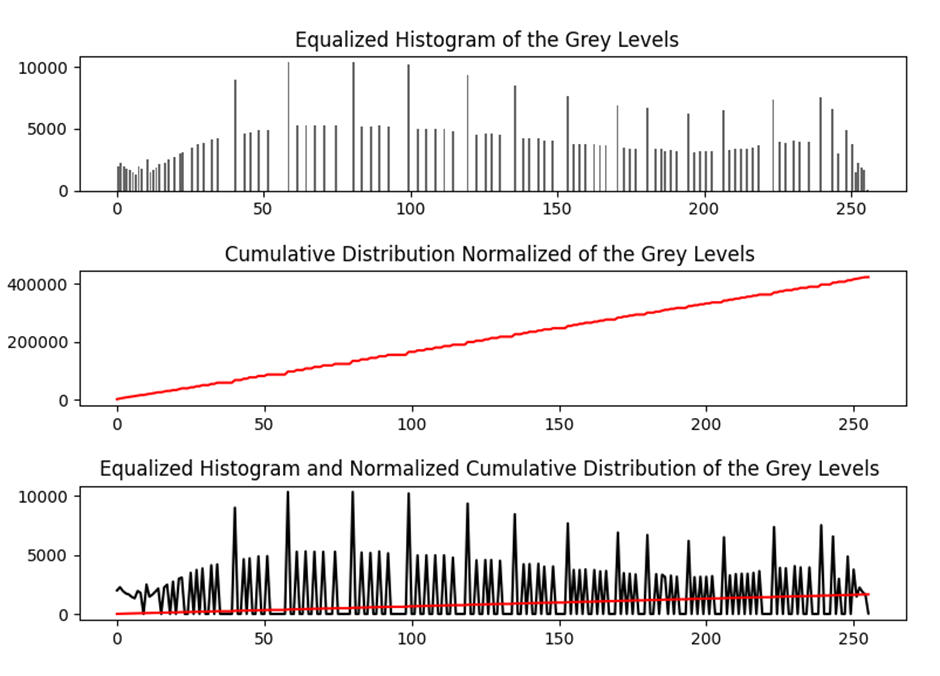 Equalized Histogram of the Grey Levels
10000
5000
0
0 50 100 150 200 250
Cumulative Distribution Normalized of the Grey Levels
400000
200000
0
0 50 100 150 200 250
Equalized Histogram and Normalized Cumulative Distribution of the Grey Levels
10000
5000
0
0 50 100 150 200 250